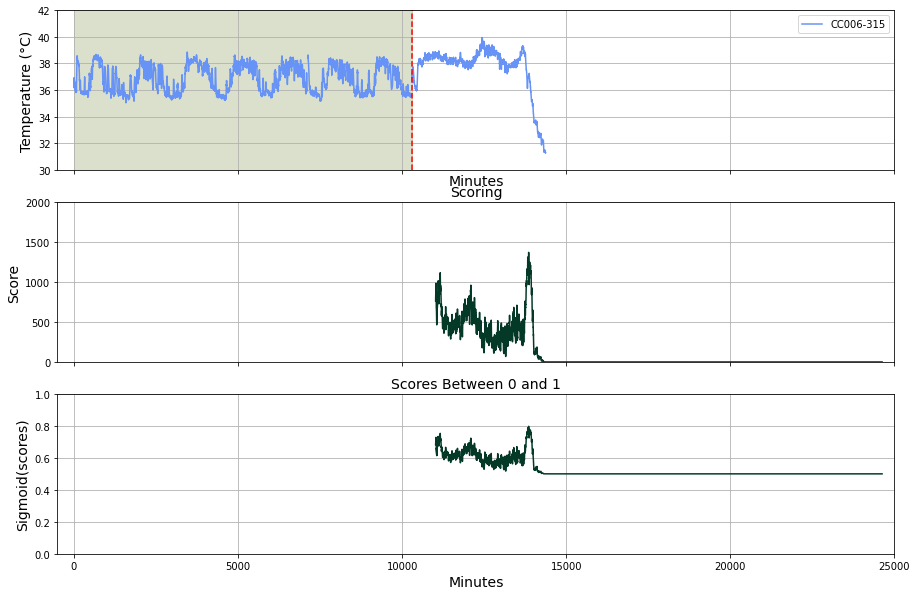 42
40
38
36
34
32
30
Temperature (°C)
CC006-315
Minutes
Scoring
2000
1500
1000
500
0
Score
Scores Between 0 and 1
1.0
0.8
0.6
0.4
0.2
0.0
Sigmoid(scores)
0 5000 10000 15000 20000 25000
Minutes